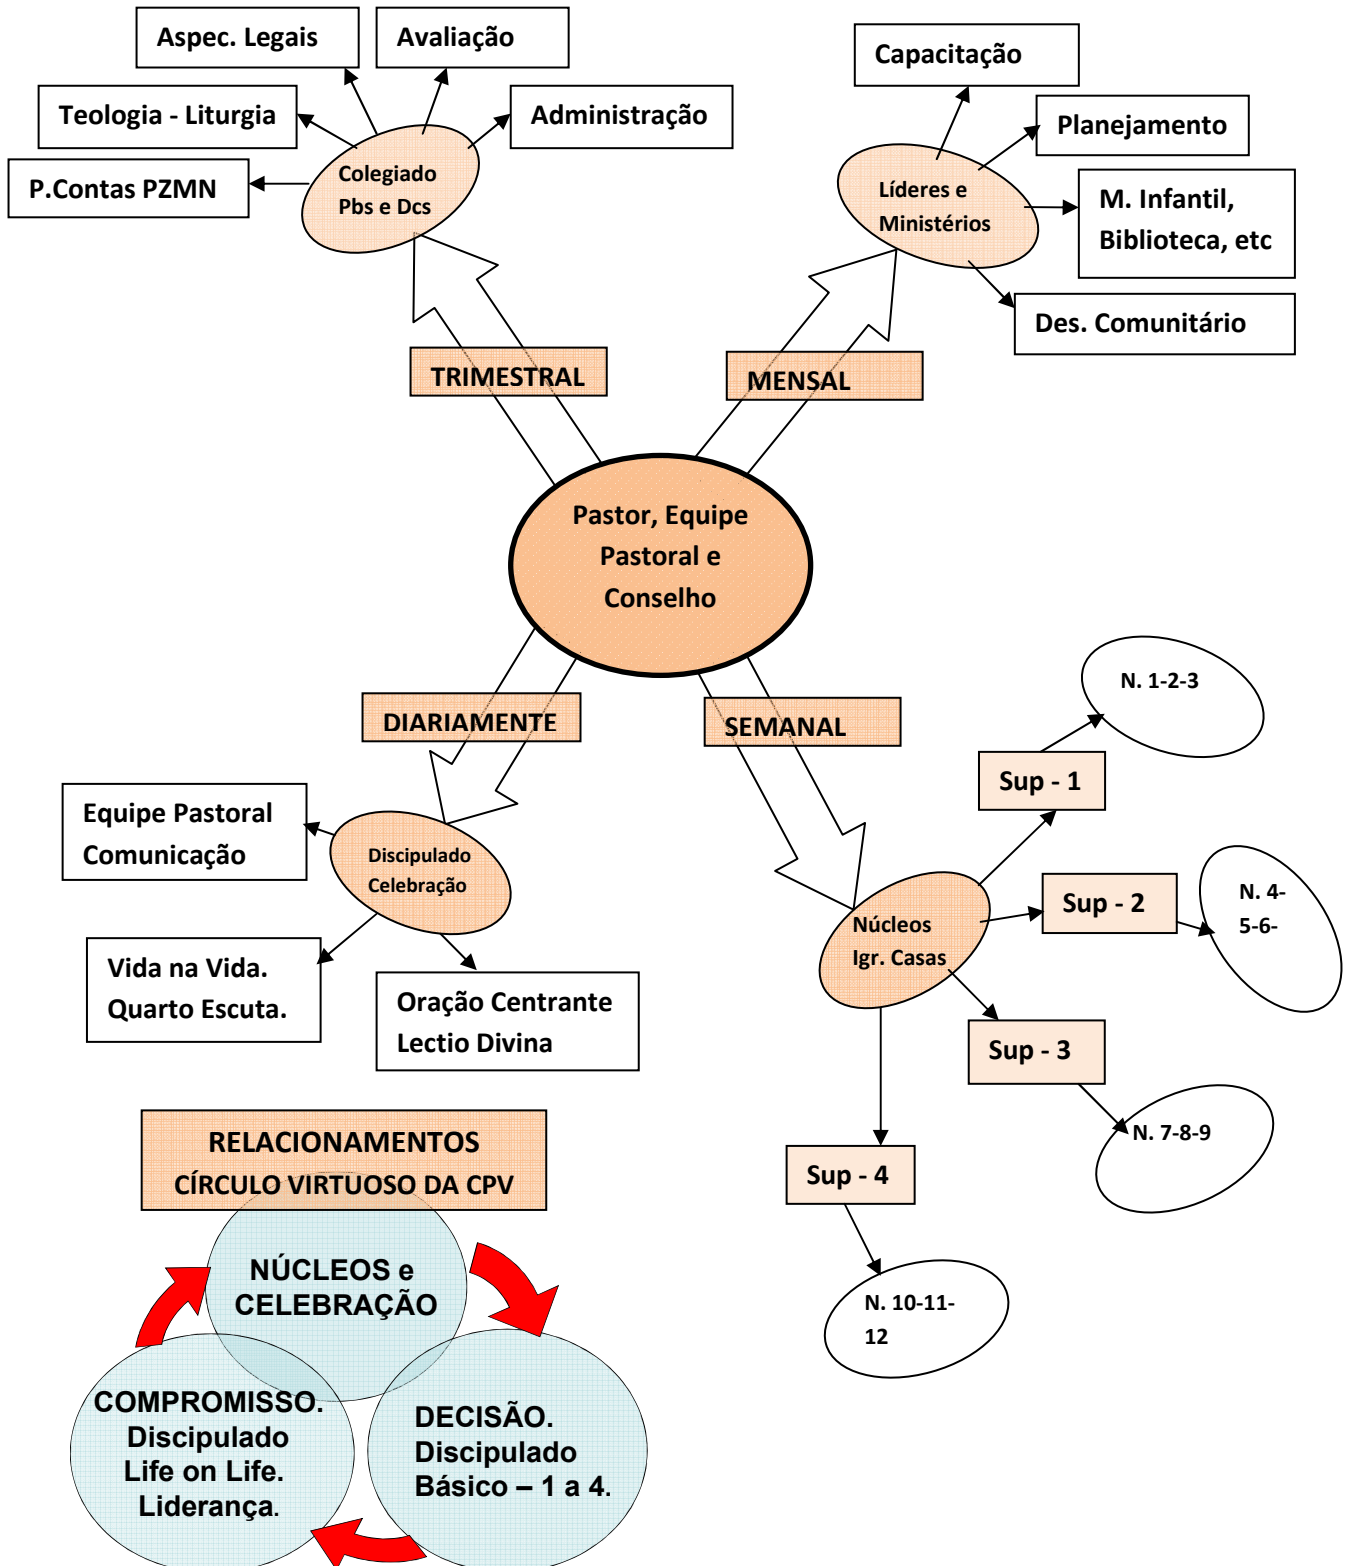 Aspec. Legais
Avaliação
Capacitação
Teologia - Liturgia
Administração
Planejamento
P.Contas PZMN
Colegiado
Pbs e Dcs
Líderes e
Ministérios
M. Infantil,
Biblioteca, etc
Des. Comunitário
TRIMESTRAL
MENSAL
Pastor, Equipe
Pastoral e
Conselho
DIARIAMENTE
SEMANAL
N. 1-2-3
Sup - 1
Equipe Pastoral
Comunicação
Discipulado
Celebração
Sup - 2
N. 4-
5-6-
Núcleos
Igr. Casas
Vida na Vida.
Quarto Escuta.
Oração Centrante
Lectio Divina
Sup - 3
N. 7-8-9
Sup - 4
N. 10-11-
12
RELACIONAMENTOS
CÍRCULO VIRTUOSO DA CPV
NÚCLEOS e
CELEBRAÇÃO
COMPROMISSO.
Discipulado
Life on Life.
Liderança.
DECISÃO.
Discipulado
Básico – 1 a 4.